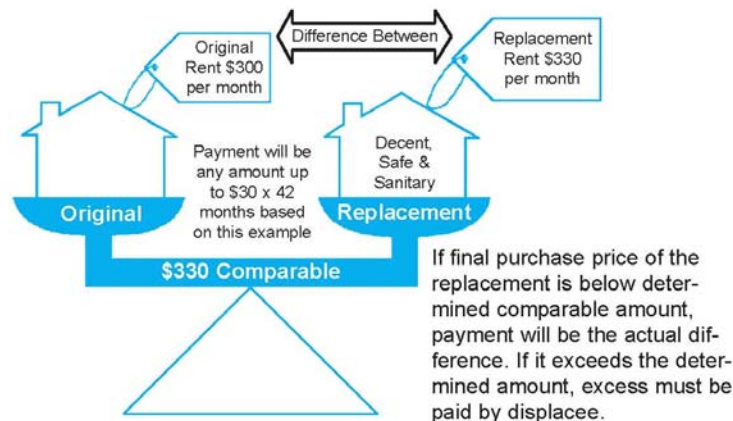 Difference Between
Original
Rent $300
per month
Replacement
Rent $330
per month
Payment will be
any amount up
to $30 x 42
months based
on this example
Decent,
Safe &
Sanitary
Original
Replacement
$330 Comparable
If final purchase price of the
replacement is below deter-
mined comparable amount,
payment will be the actual dif-
ference. If it exceeds the deter-
mined amount, excess must be
paid by displacee.